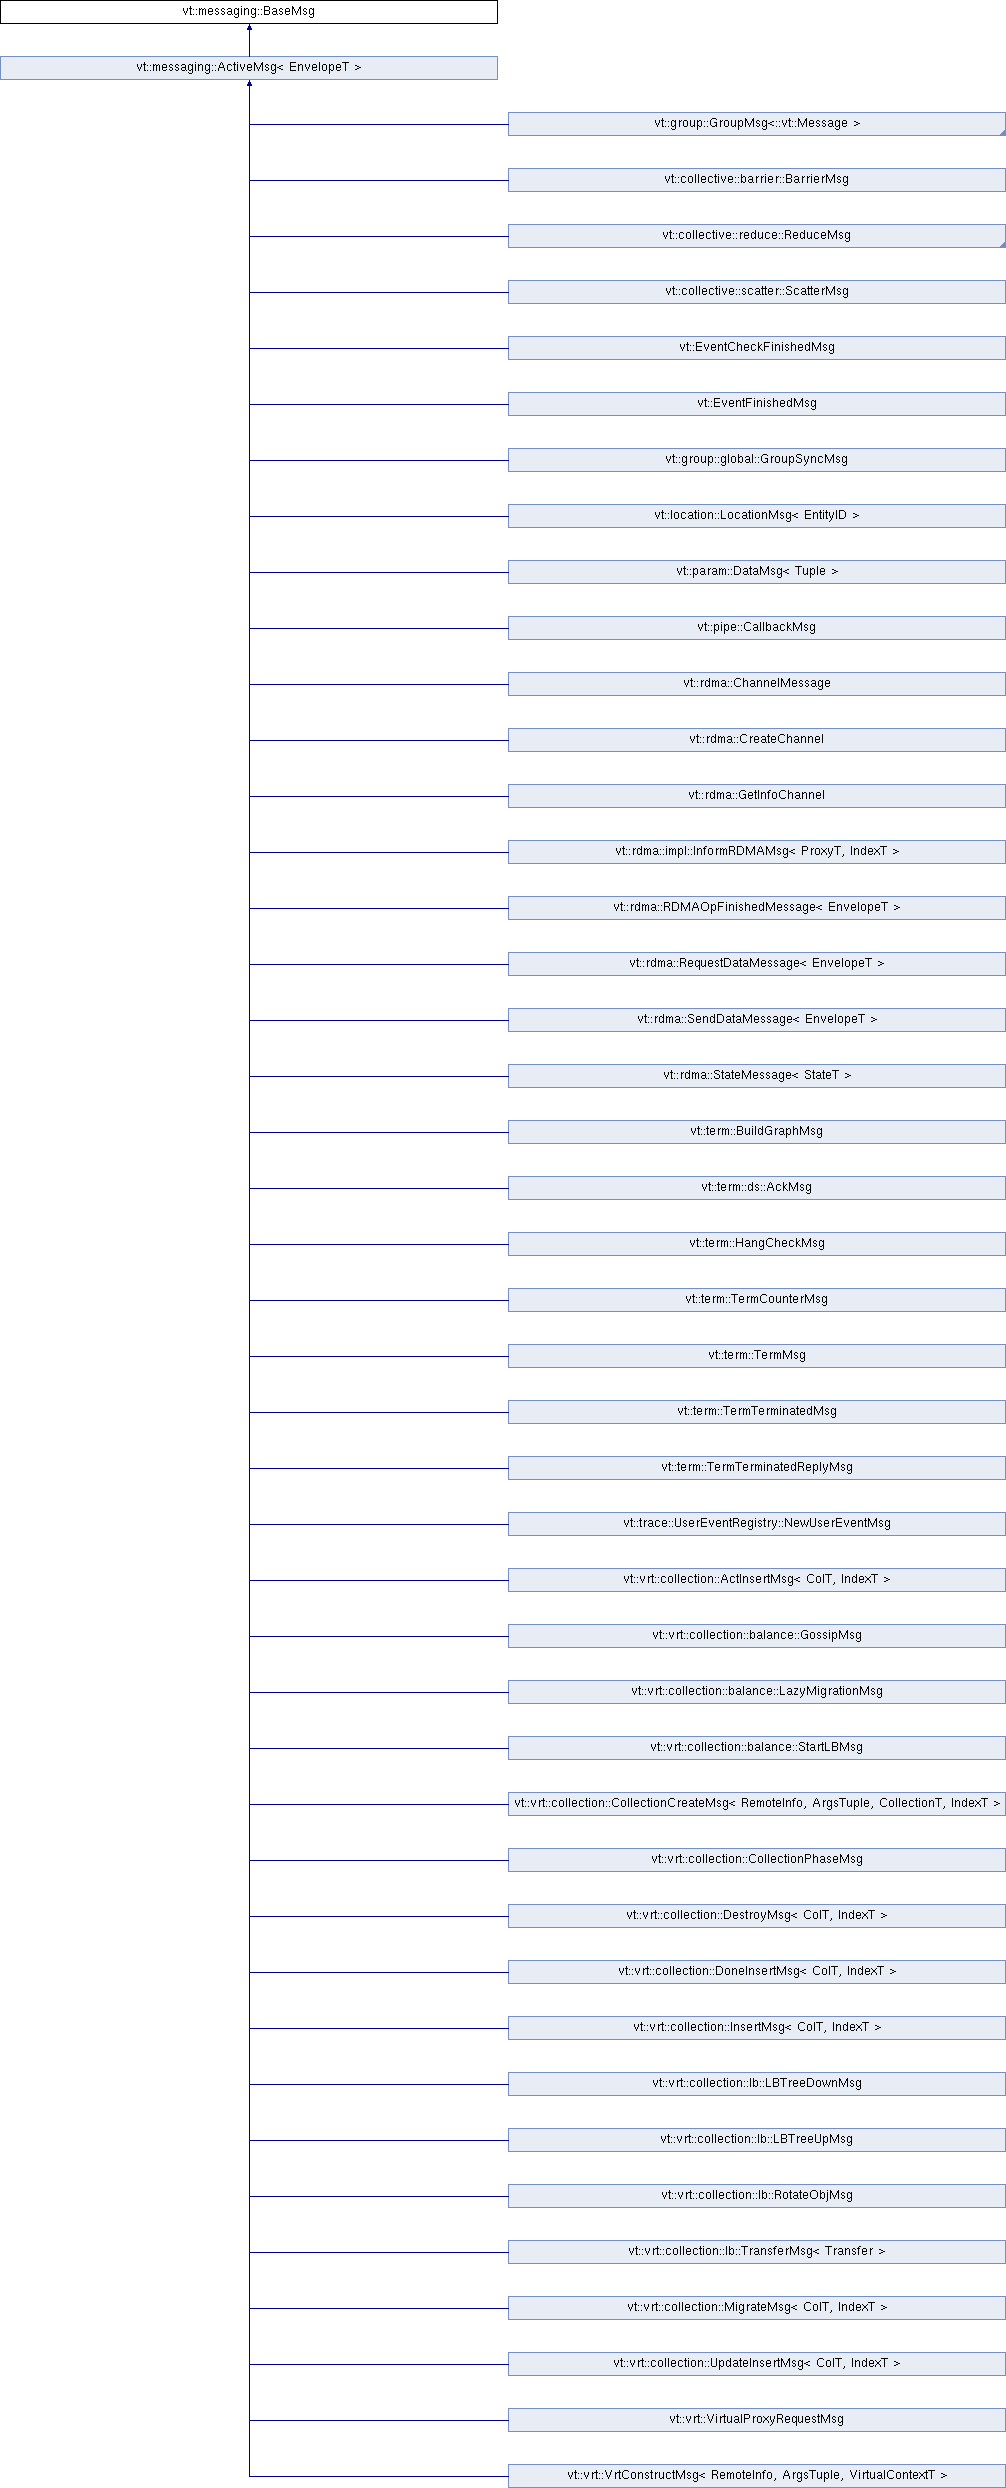 vt::messaging::BaseMsg
vt::messaging::ActiveMsg< EnvelopeT >
vt::group::GroupMsg<::vt::Message >
vt::collective::barrier::BarrierMsg
vt::collective::reduce::ReduceMsg
vt::collective::scatter::ScatterMsg
vt::EventCheckFinishedMsg
vt::EventFinishedMsg
vt::group::global::GroupSyncMsg
vt::location::LocationMsg< EntityID >
vt::param::DataMsg< Tuple >
vt::pipe::CallbackMsg
vt::rdma::ChannelMessage
vt::rdma::CreateChannel
vt::rdma::GetInfoChannel
vt::rdma::impl::InformRDMAMsg< ProxyT, IndexT >
vt::rdma::RDMAOpFinishedMessage< EnvelopeT >
vt::rdma::RequestDataMessage< EnvelopeT >
vt::rdma::SendDataMessage< EnvelopeT >
vt::rdma::StateMessage< StateT >
vt::term::BuildGraphMsg
vt::term::ds::AckMsg
vt::term::HangCheckMsg
vt::term::TermCounterMsg
vt::term::TermMsg
vt::term::TermTerminatedMsg
vt::term::TermTerminatedReplyMsg
vt::trace::UserEventRegistry::NewUserEventMsg
vt::vrt::collection::ActInsertMsg< ColT, IndexT >
vt::vrt::collection::balance::GossipMsg
vt::vrt::collection::balance::LazyMigrationMsg
vt::vrt::collection::balance::StartLBMsg
vt::vrt::collection::CollectionCreateMsg< RemoteInfo, ArgsTuple, CollectionT, IndexT >
vt::vrt::collection::CollectionPhaseMsg
vt::vrt::collection::DestroyMsg< ColT, IndexT >
vt::vrt::collection::DoneInsertMsg< ColT, IndexT >
vt::vrt::collection::InsertMsg< ColT, IndexT >
vt::vrt::collection::lb::LBTreeDownMsg
vt::vrt::collection::lb::LBTreeUpMsg
vt::vrt::collection::lb::RotateObjMsg
vt::vrt::collection::lb::TransferMsg< Transfer >
vt::vrt::collection::MigrateMsg< ColT, IndexT >
vt::vrt::collection::UpdateInsertMsg< ColT, IndexT >
vt::vrt::VirtualProxyRequestMsg
vt::vrt::VrtConstructMsg< RemoteInfo, ArgsTuple, VirtualContextT >